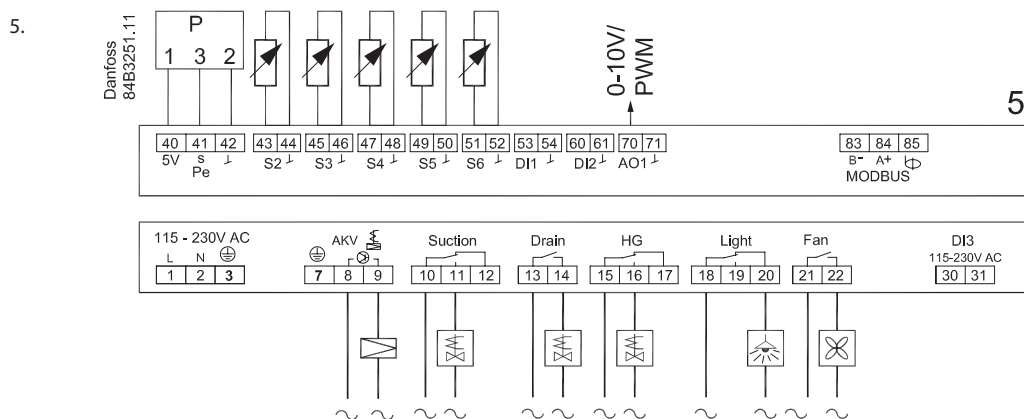 5.
Danfoss
84B3251.11
P
1 3 2
0-10V/
PWM
5
40 41 42 43 44 45 46 47 48 49 50 51 52 53 54 60 61 70 71 83 84 85
5V s S2 S3 S4 S5 S6 DI1 DI2 AO1 B- A+
Pe MODBUS
115 - 230V AC AKV Suction Drain HG Light Fan DI3
L N 115-230V AC
1 2 3 7 8 9 10 11 12 13 14 15 16 17 18 19 20 21 22 30 31